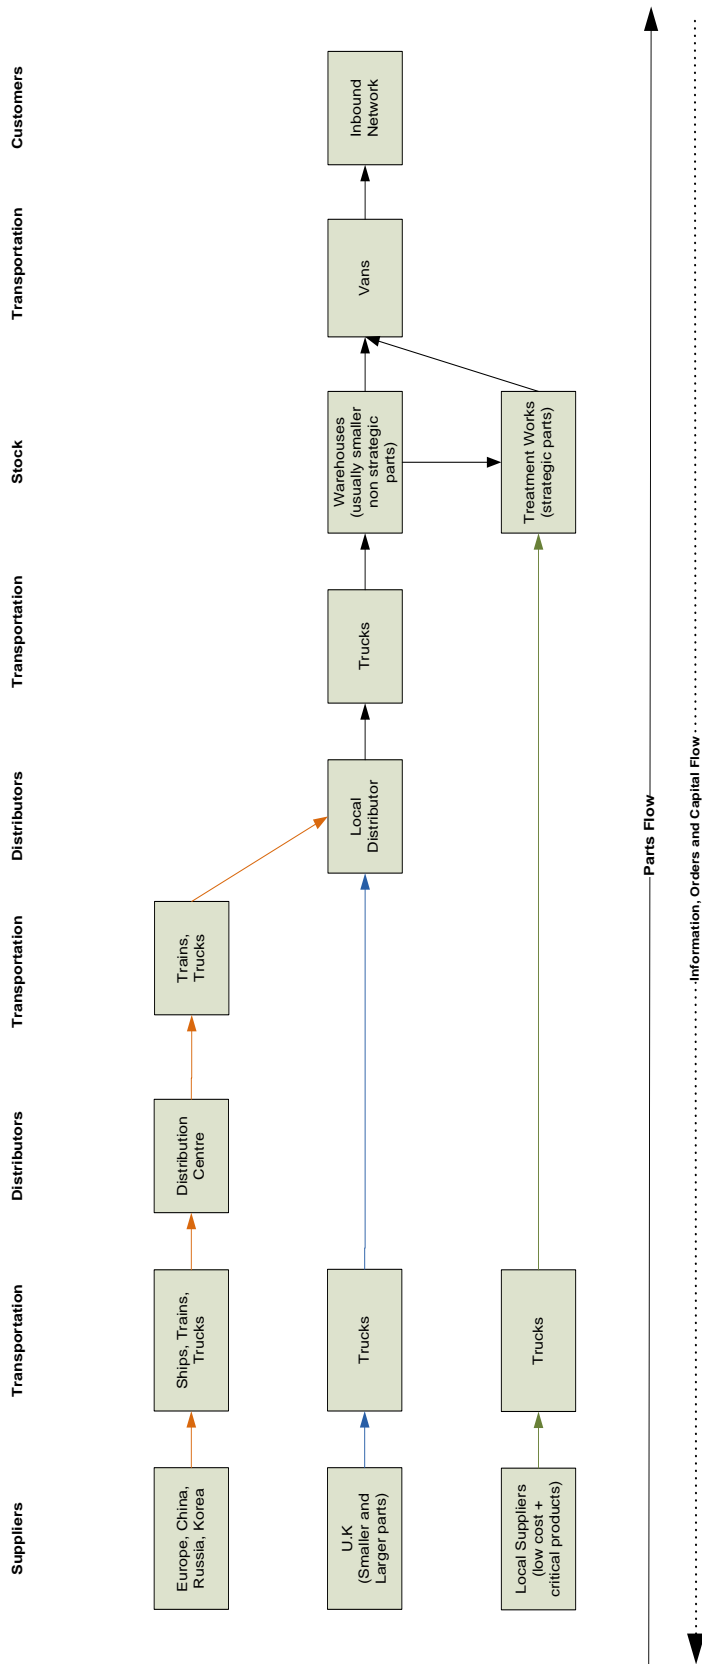 Suppliers
Transportation
Distributors
Transportation
Distributors
Transportation
Stock
Transportation
Customers
Europe, China,
Russia, Korea
Ships, Trains,
Trucks
Distribution
Centre
Trains,
Trucks
U.K
(Smaller and
Larger parts)
Trucks
Local
Distributor
Trucks
Warehouses
(usually smaller
non strategic
parts)
Vans
Inbound
Network
Local Suppliers
(low cost +
critical products)
Trucks
Treatment Works
(strategic parts)
Parts Flow
Information, Orders and Capital Flow